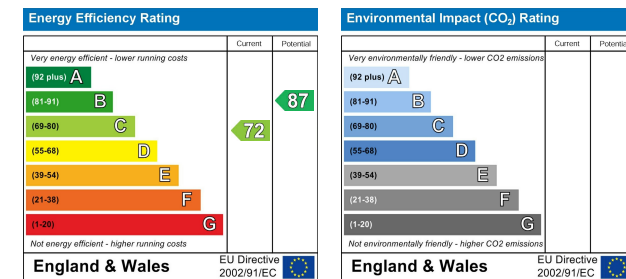 Energy Efficiency Rating
Current Potential
Very energy efficient - lower running costs
(92 plus) A
(81-91) B
87
(69-80) C
72
(55-68) D
(39-54) E
(21-38) F
(1-20) G
Not energy efficient - higher running costs
England & Wales
EU Directive
2002/91/EC
Environmental Impact (CO2) Rating
Current Potential
Very environmentally friendly - lower CO2 emissions
(92 plus) A
(81-91) B
(69-80) C
(55-68) D
(39-54) E
(21-38) F
(1-20) G
Not environmentally friendly - higher CO2 emissions
England & Wales
EU Directive
2002/91/EC